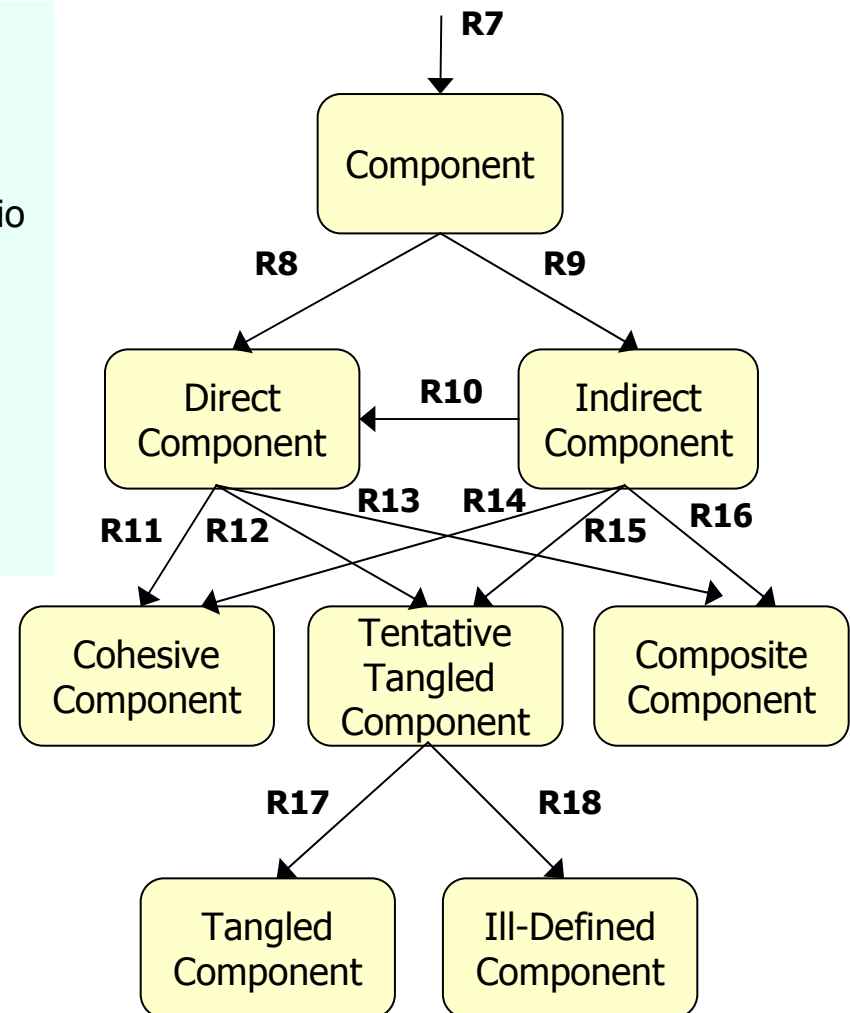 R7
Component
io
R8
R9
Direct
Component
R10
Indirect
Component
R11
R12
R13
R14
R15
R16
Cohesive
Component
Tentative
Tangled
Component
Composite
Component
R17
R18
Tangled
Component
Ill-Defined
Component